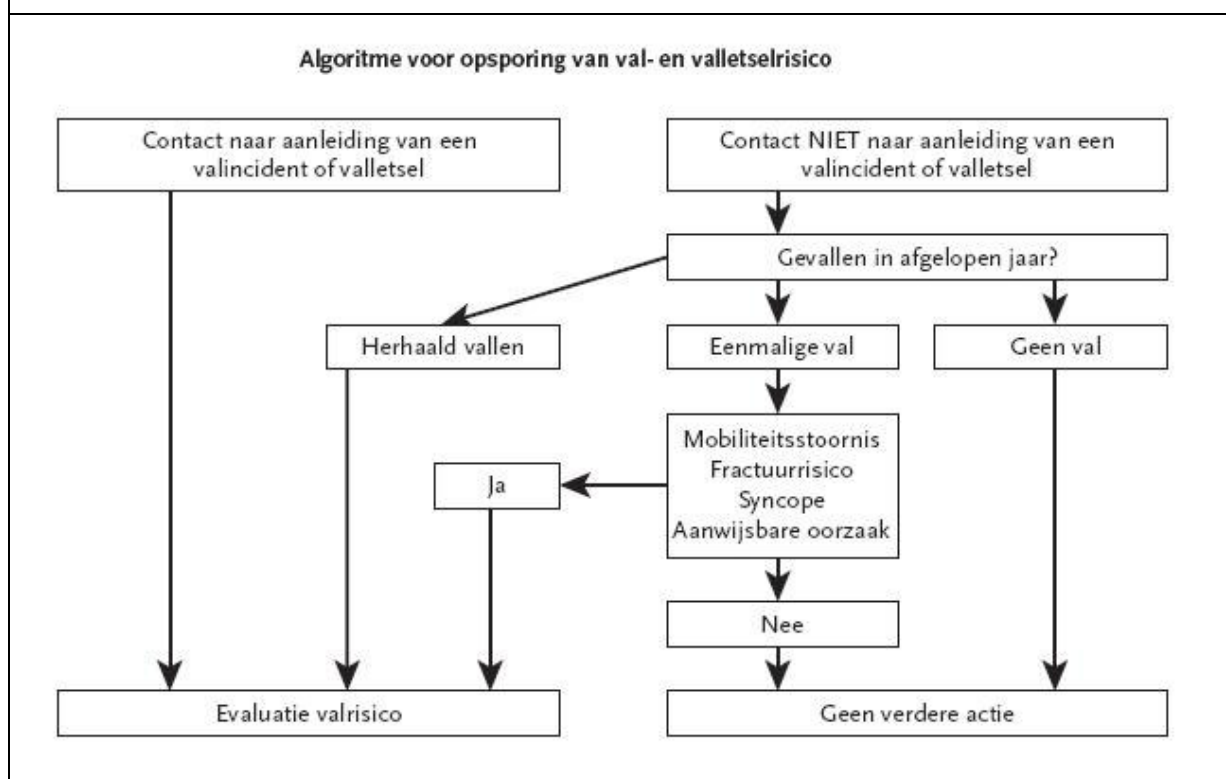 Algoritme voor opsporing van val- en valletselrisico
Contact naar aanleiding van een
valincident of valletsel
Contact NIET naar aanleiding van een
valincident of valletsel
Gevallen in afgelopen jaar?
Herhaald vallen
Eenmalige val
Geen val
Mobiliteitsstoornis
Fractuurrisico
Syncope
Aanwijsbare oorzaak
Ja
Nee
Evaluatie valrisico
Geen verdere actie